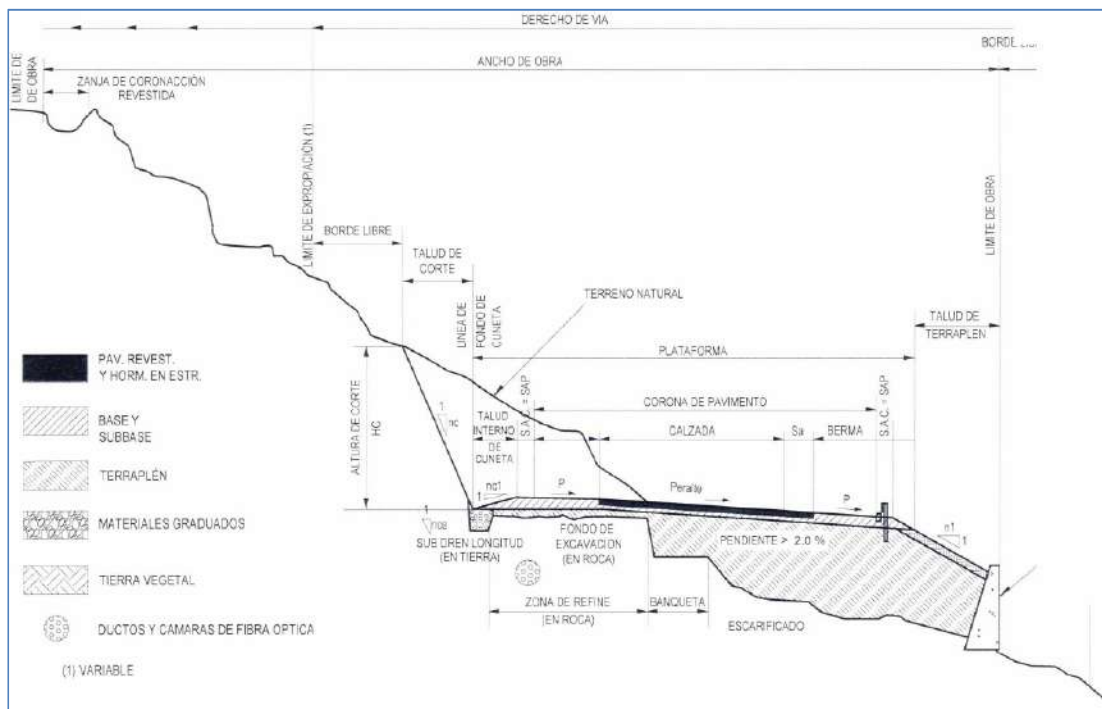 DERECHO DE VIA
ANCHO DE OBRA
LIMITE DE
DE OBRA
ZANJA DE CORONACCIÓN
REVESTIDA
LIMITE DE EXPROPIACIÓN (1)
BORDE LIBRE
TALUD DE
CORTE
LINEA DE
FONDO DE
CUNETA
TERRENO NATURAL
LIMITE DE OBRA
TALUD DE
TERRAPLEN
PLATAFORMA
PAV. REVEST.
Y HORM. EN ESTR.
BASE Y
SUBBASE
TERRAPLÉN
MATERIALES GRADUADOS
TIERRA VEGETAL
DUCTOS Y CAMARAS DE FIBRA OPTICA
(1) VARIABLE
ALTURA DE CORTE
HC
1
nc
TALUD
INTERNO
DE
CUNETA
S.A.C. = SAP
CORONA DE PAVIMENTO
S.A.C. = SAP
CALZADA
Sa
BERMA
nc1
1
P
Peralte
P
n1
1
1
SUB DREN LONGITUD
(EN TIERRA)
FONDO DE
EXCAVACION
(EN ROCA)
PENDIENTE > 2.0 %
ZONA DE REFINE
(EN ROCA)
BANQUETA
ESCARIFICADO